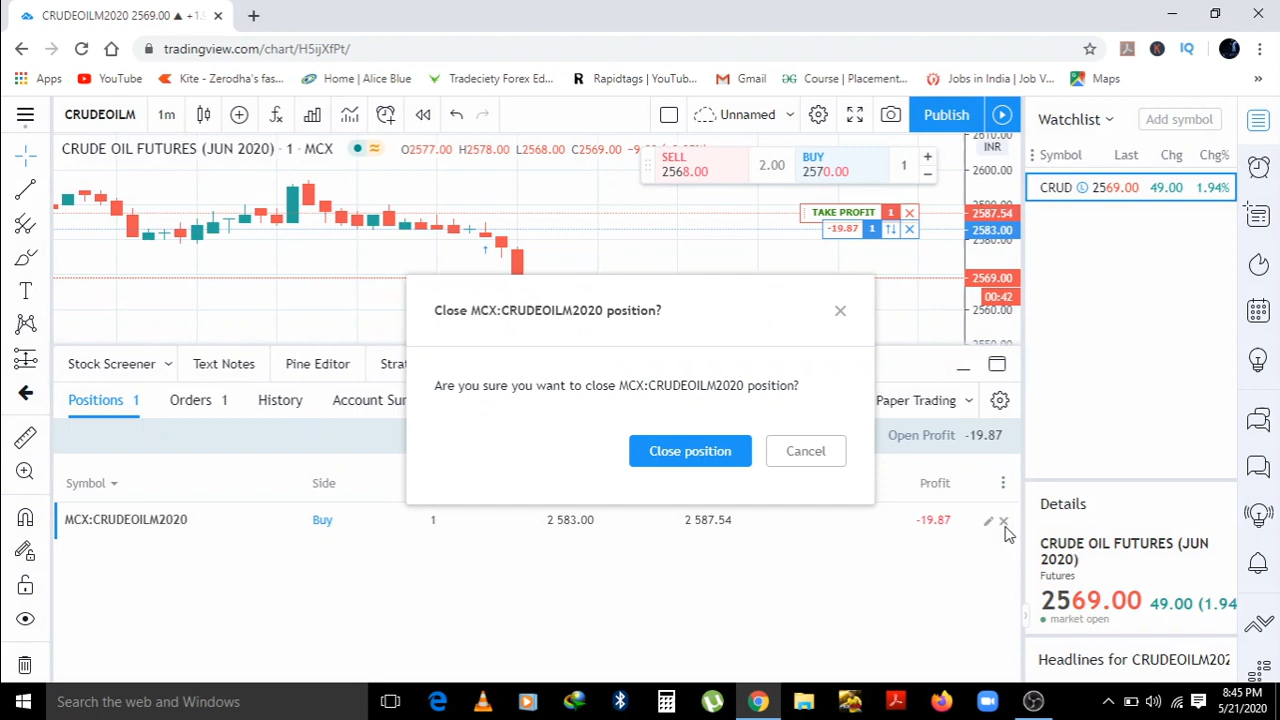 CRUDEOILM2020 2569.00 ▲ +1.
tradingview.com/chart/H5ijXfPt/
Apps YouTube Kite - Zerodha's fas... Home | Alice Blue Tradeciety Forex Ed... Rapidtags | YouTub... Gmail Course | Placement... Jobs in India | Job V... Maps »
CRUDEOILM 1m Unnamed Publish
Watchlist Add symbol
CRUDE OIL FUTURES (JUN 2020) · 1 · MCX O2577.00 H2578.00 L2568.00 C2569.00
SELL 2568.00 2.00 BUY 2570.00 1
INR
Symbol Last Chg Chg%
2600.00
CRUD 2569.00 49.00 1.94%
TAKE PROFIT 1 2587.54
-19.87 1 2583.00
2580.00
2569.00
00:42
2560.00
Close MCX:CRUDEOILM2020 position?
Are you sure you want to close MCX:CRUDEOILM2020 position?
Close position Cancel
Stock Screener Text Notes Pine Editor Strat
Positions 1 Orders 1 History Account Sum Paper Trading
Open Profit -19.87
Symbol Side Profit
MCX:CRUDEOILM2020 Buy 1 2 583.00 2 587.54 -19.87
Details
CRUDE OIL FUTURES (JUN
2020)
Futures
2569.00 49.00 (1.94
market open
Headlines for CRUDEOILM202
Search the web and Windows
8:45 PM
5/21/2020